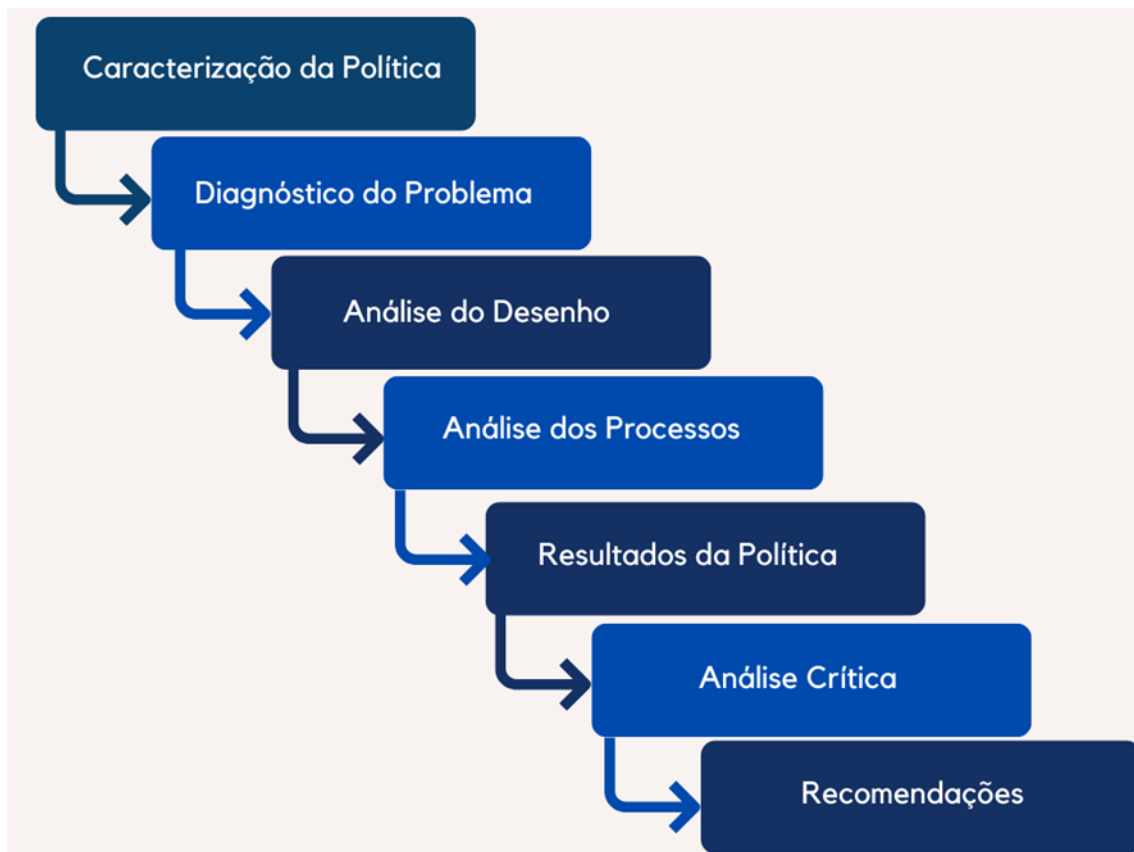 Caracterização da Política
Diagnóstico do Problema
Análise do Desenho
Análise dos Processos
Resultados da Política
Análise Crítica
Recomendações